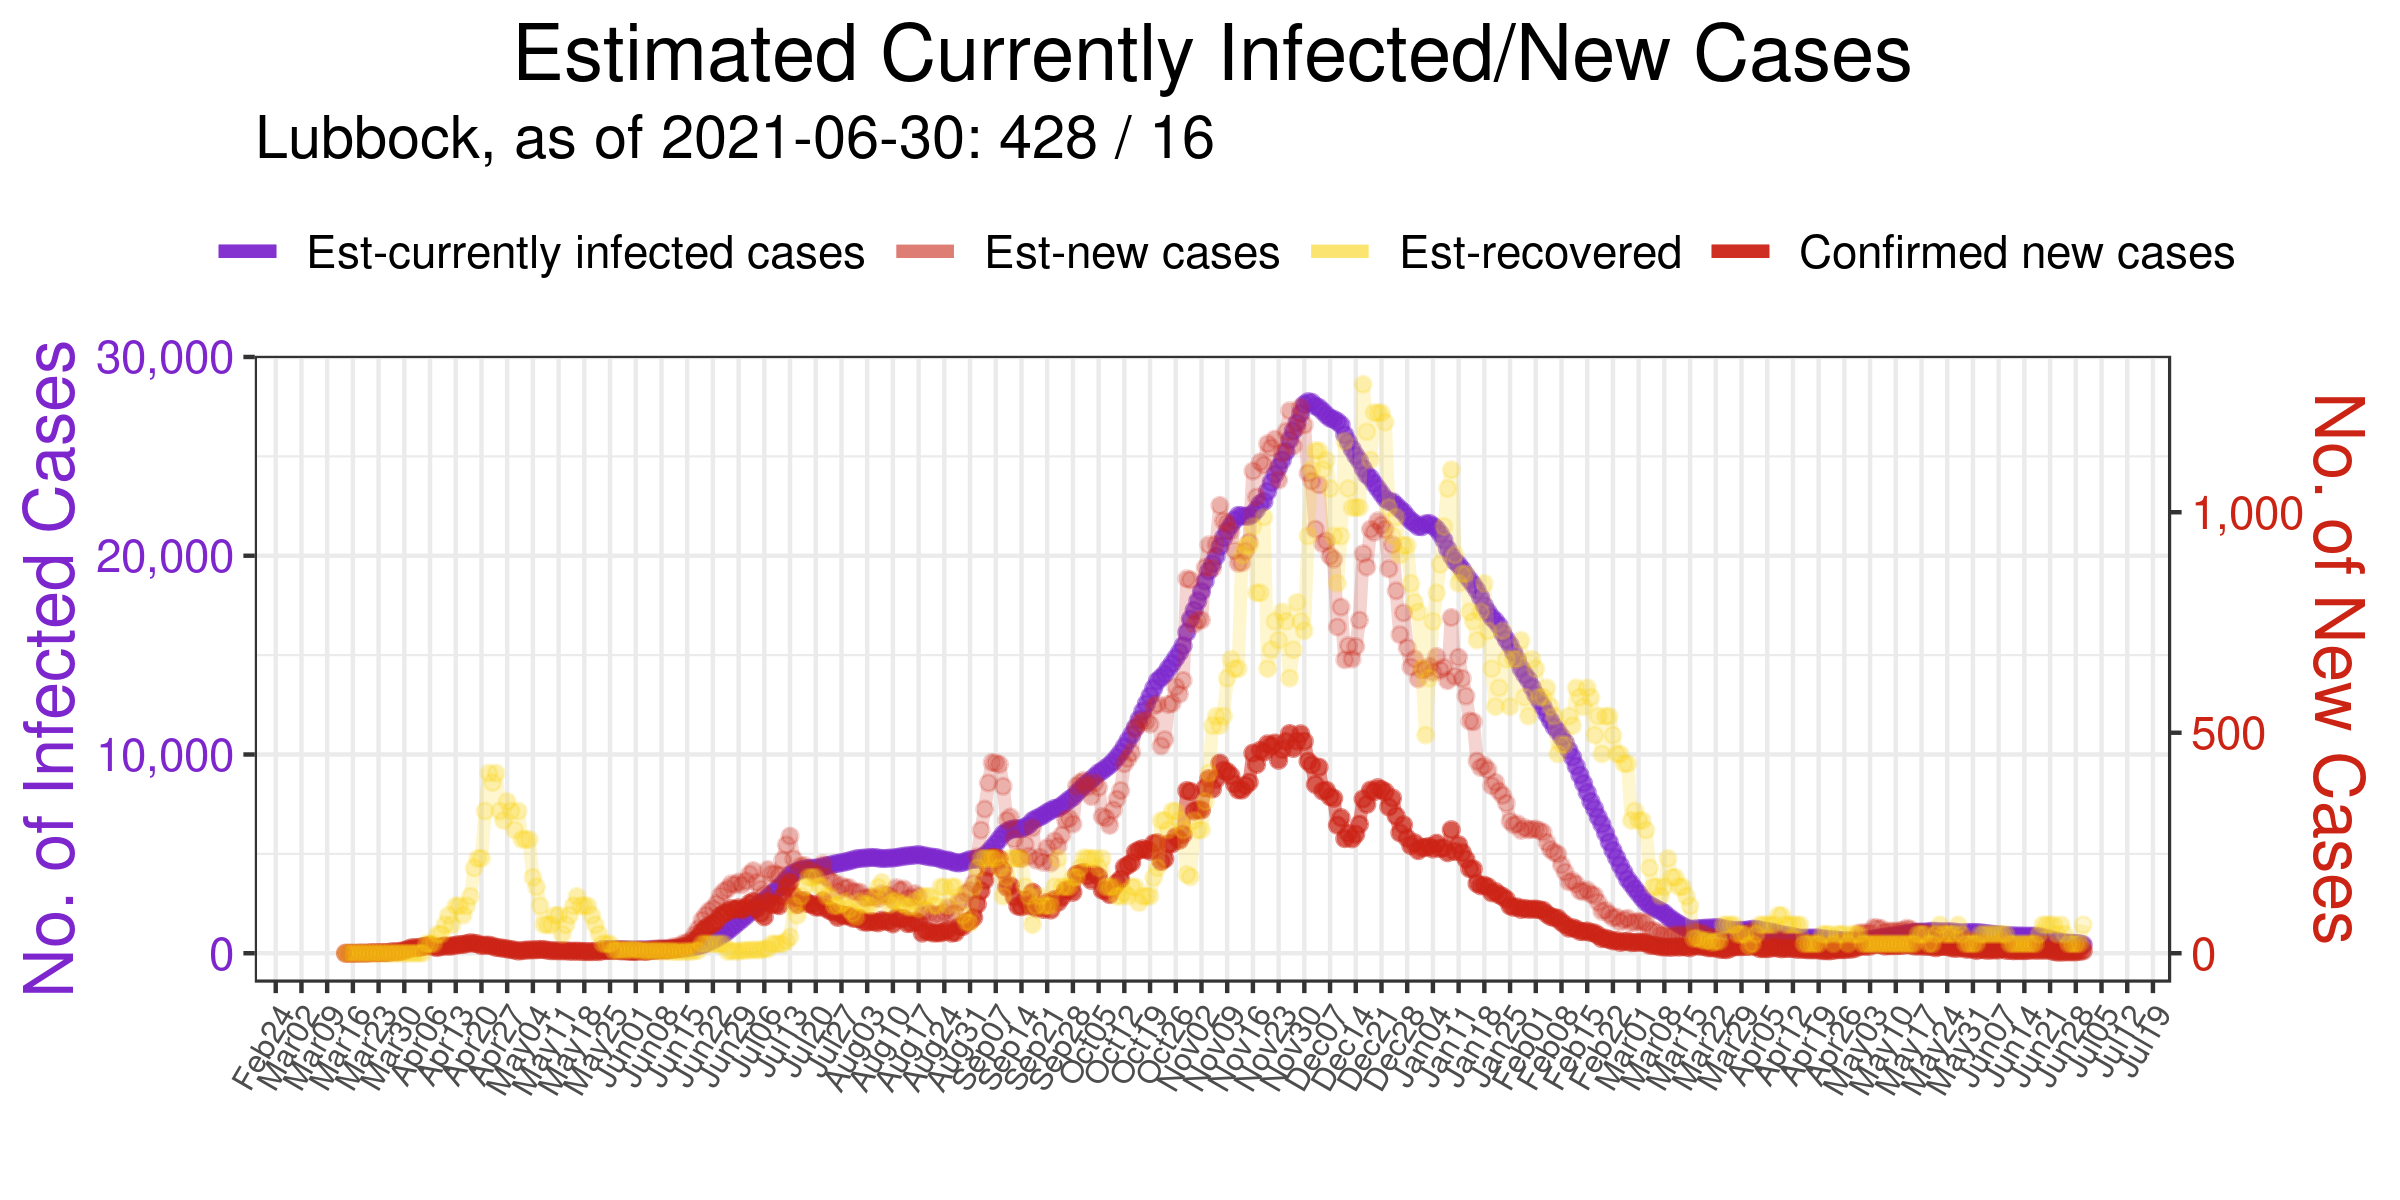 Estimated Currently Infected/New Cases
Lubbock, as of 2021-06-30: 428 / 16
Est-currently infected cases
Est-new cases
Est-recovered
Confirmed new cases
No. of Infected Cases
30,000
20,000
10,000
0
1,000
500
0
No. of New Cases
Feb24
Mar02
Mar09
Mar16
Mar23
Mar30
Apr06
Apr13
Apr20
Apr27
May04
May11
May18
May25
Jun01
Jun08
Jun15
Jun22
Jun29
Jul06
Jul13
Jul20
Jul27
Aug03
Aug10
Aug17
Aug24
Aug31
Sep07
Sep14
Sep21
Sep28
Oct05
Oct12
Oct19
Oct26
Nov02
Nov09
Nov16
Nov23
Nov30
Dec07
Dec14
Dec21
Dec28
Jan04
Jan11
Jan18
Jan25
Feb01
Feb08
Feb15
Feb22
Mar01
Mar08
Mar15
Mar22
Mar29
Apr05
Apr12
Apr19
Apr26
May03
May10
May17
May24
May31
Jun07
Jun14
Jun21
Jun28
Jul05
Jul12
Jul19